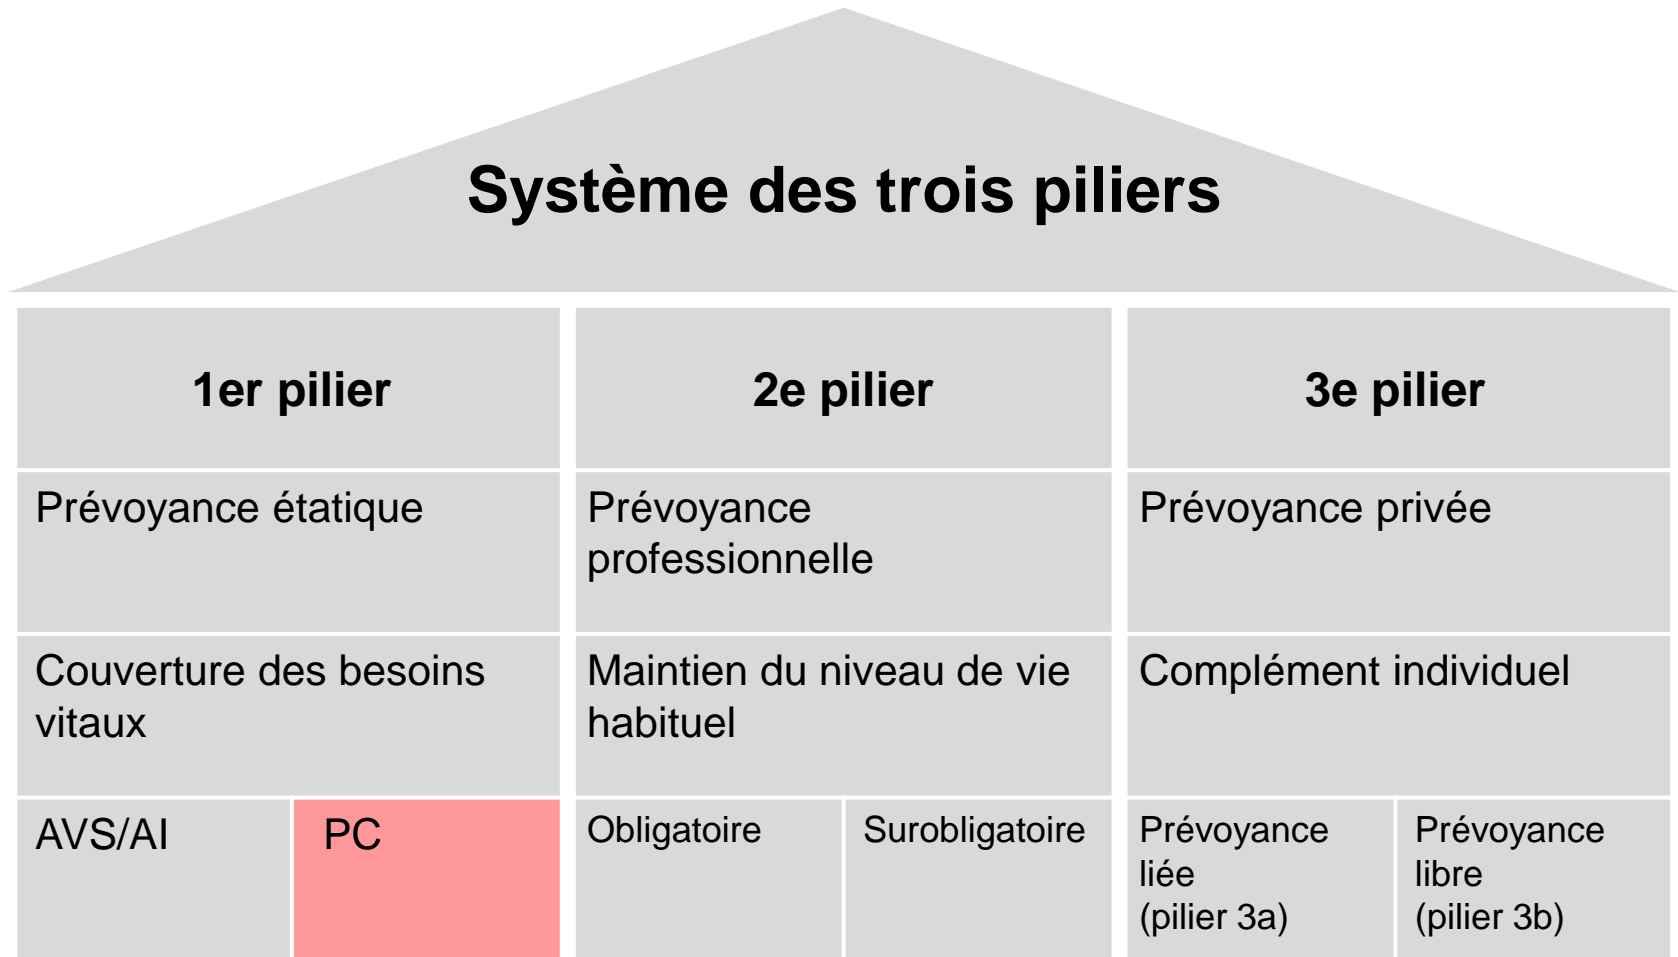 Système des trois piliers
1er pilier
2e pilier
3e pilier
Prévoyance étatique
Prévoyance
professionnelle
Prévoyance privée
Couverture des besoins
vitaux
Maintien du niveau de vie
habituel
Complément individuel
AVS/AI
PC
Obligatoire
Surobligatoire
Prévoyance
liée
(pilier 3a)
Prévoyance
libre
(pilier 3b)